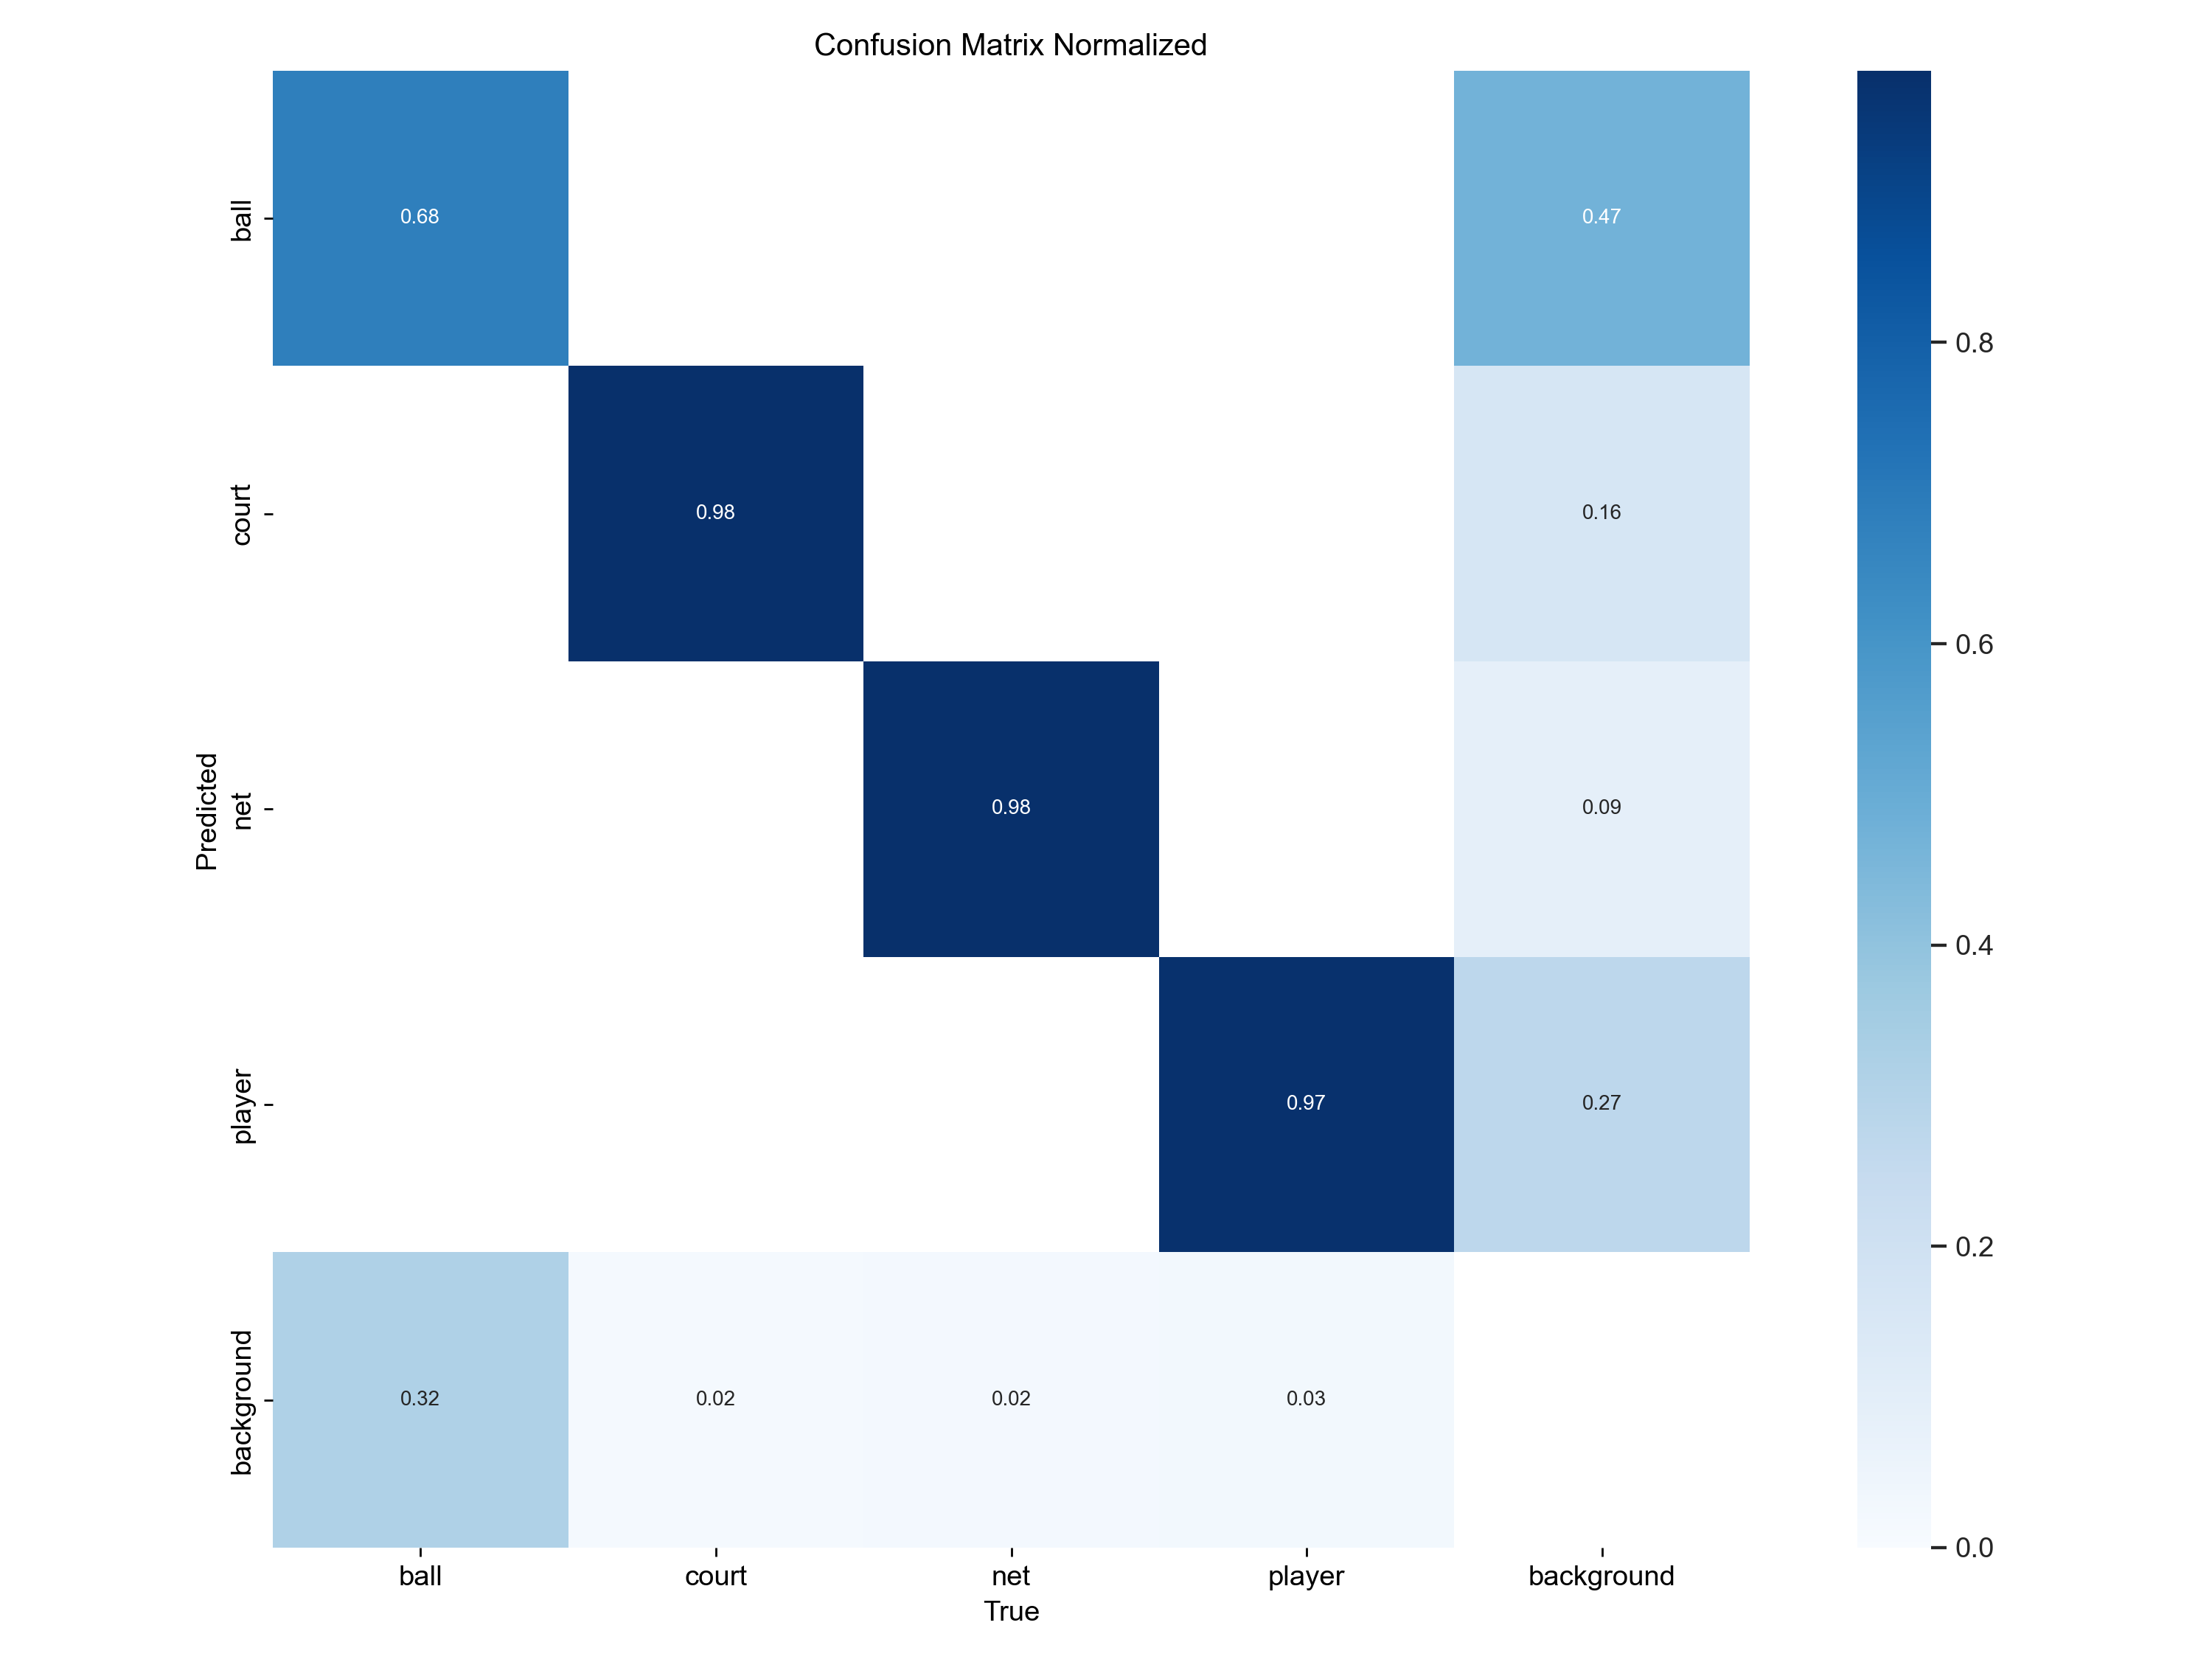 Confusion Matrix Normalized
ball
0.68
0.47
court
0.98
0.16
0.8
0.6
Predicted
net
0.98
0.09
0.4
player
0.97
0.27
0.2
background
0.32
0.02
0.02
0.03
0.0
ball court net player background
True